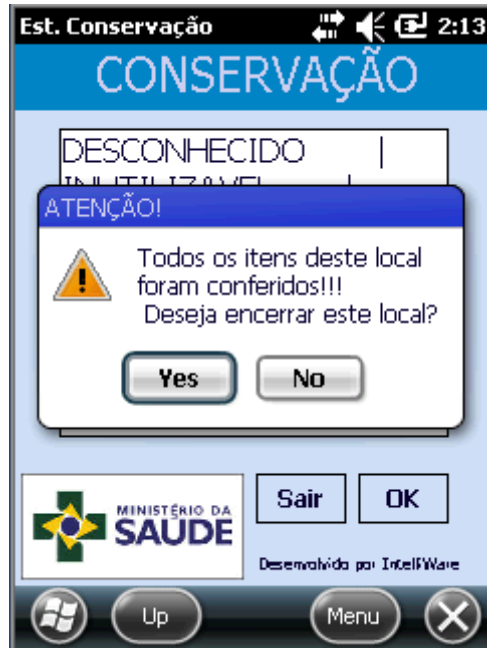 Est. Conservação 2:13
CONSERVAÇÃO
DESCONHECIDO |
INUTILIZAVEL |
ATENÇÃO!
Todos os itens deste local
foram conferidos!!!
Deseja encerrar este local?
Yes No
MINISTÉRIO DA
SAÚDE
Sair OK
Desenvolvido por IntelliWare
Up Menu